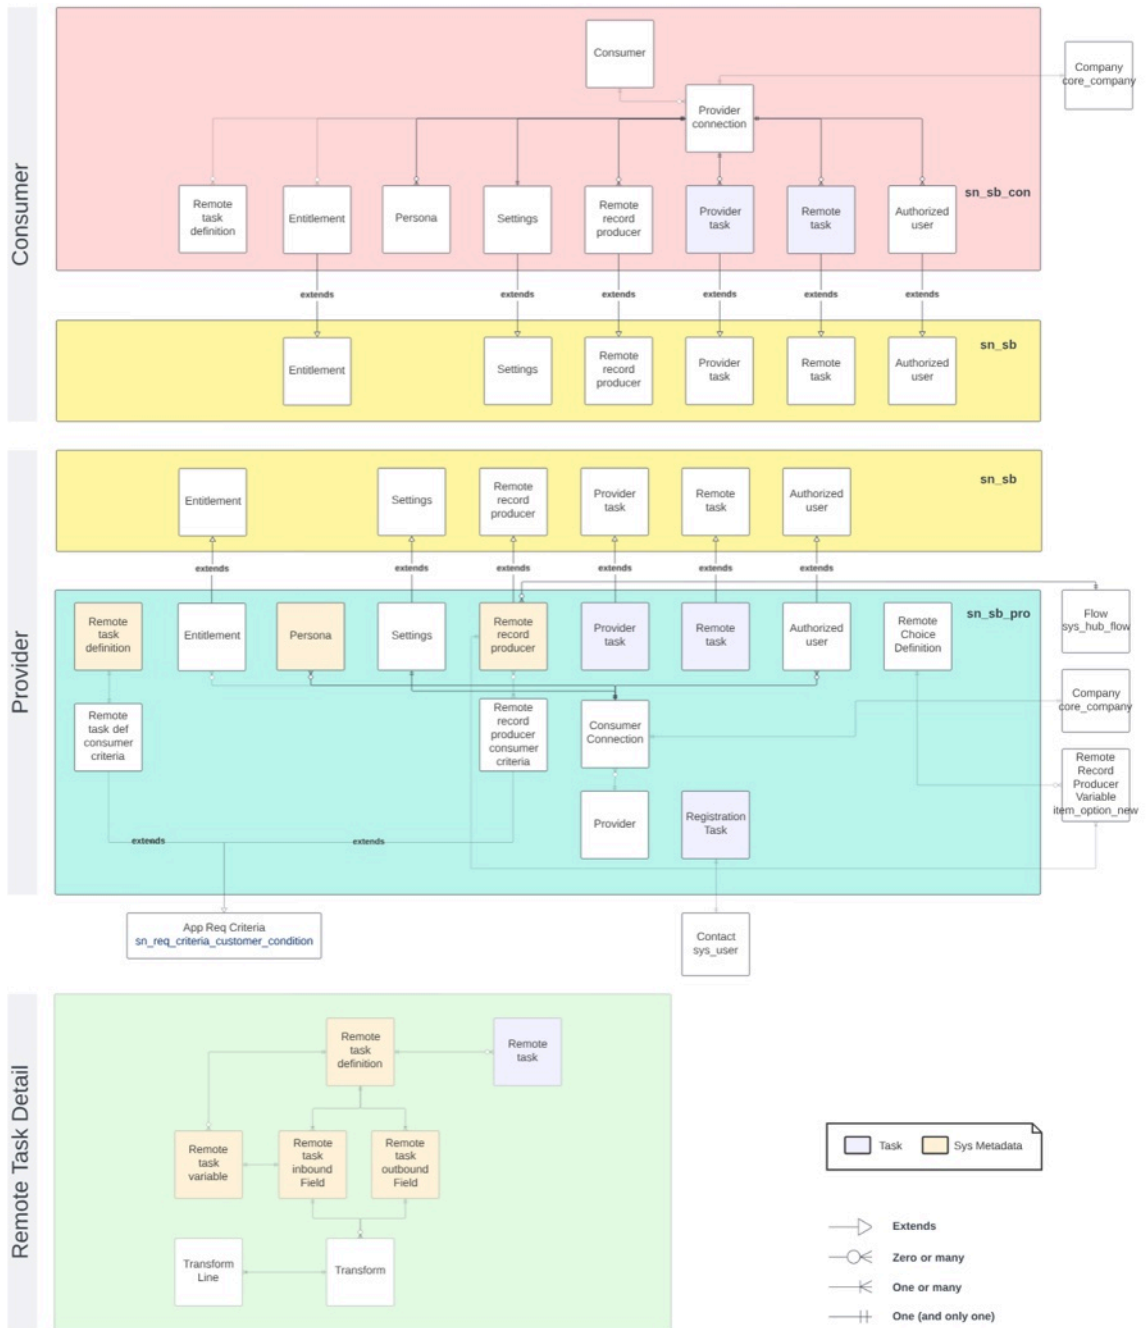 Consumer
Consumer
Company
core_company
Provider
connection
sn_sb_con
Remote
task
definition
Entitlement
Persona
Settings
Remote
record
producer
Provider
task
Remote
task
Authorized
user
extends
extends
extends
extends
extends
extends
sn_sb
Entitlement
Settings
Remote
record
producer
Provider
task
Remote
task
Authorized
user
Provider
sn_sb
Entitlement
Settings
Remote
record
producer
Provider
task
Remote
task
Authorized
user
extends
extends
extends
extends
extends
extends
sn_sb_pro
Remote
task
definition
Entitlement
Persona
Settings
Remote
record
producer
Provider
task
Remote
task
Authorized
user
Remote
Choice
Definition
Flow
sys_hub_flow
Remote
task def
consumer
criteria
Remote
record
producer
consumer
criteria
Consumer
Connection
Company
core_company
Provider
Registration
Task
Remote
Record
Producer
Variable
item_option_new
extends
extends
App Req Criteria
sn_req_criteria_customer_condition
Contact
sys_user
Remote Task Detail
Remote
task
definition
Remote
task
Remote
task
variable
Remote
task
inbound
Field
Remote
task
outbound
Field
Transform
Line
Transform
Task
Sys Metadata
Extends
Zero or many
One or many
One (and only one)